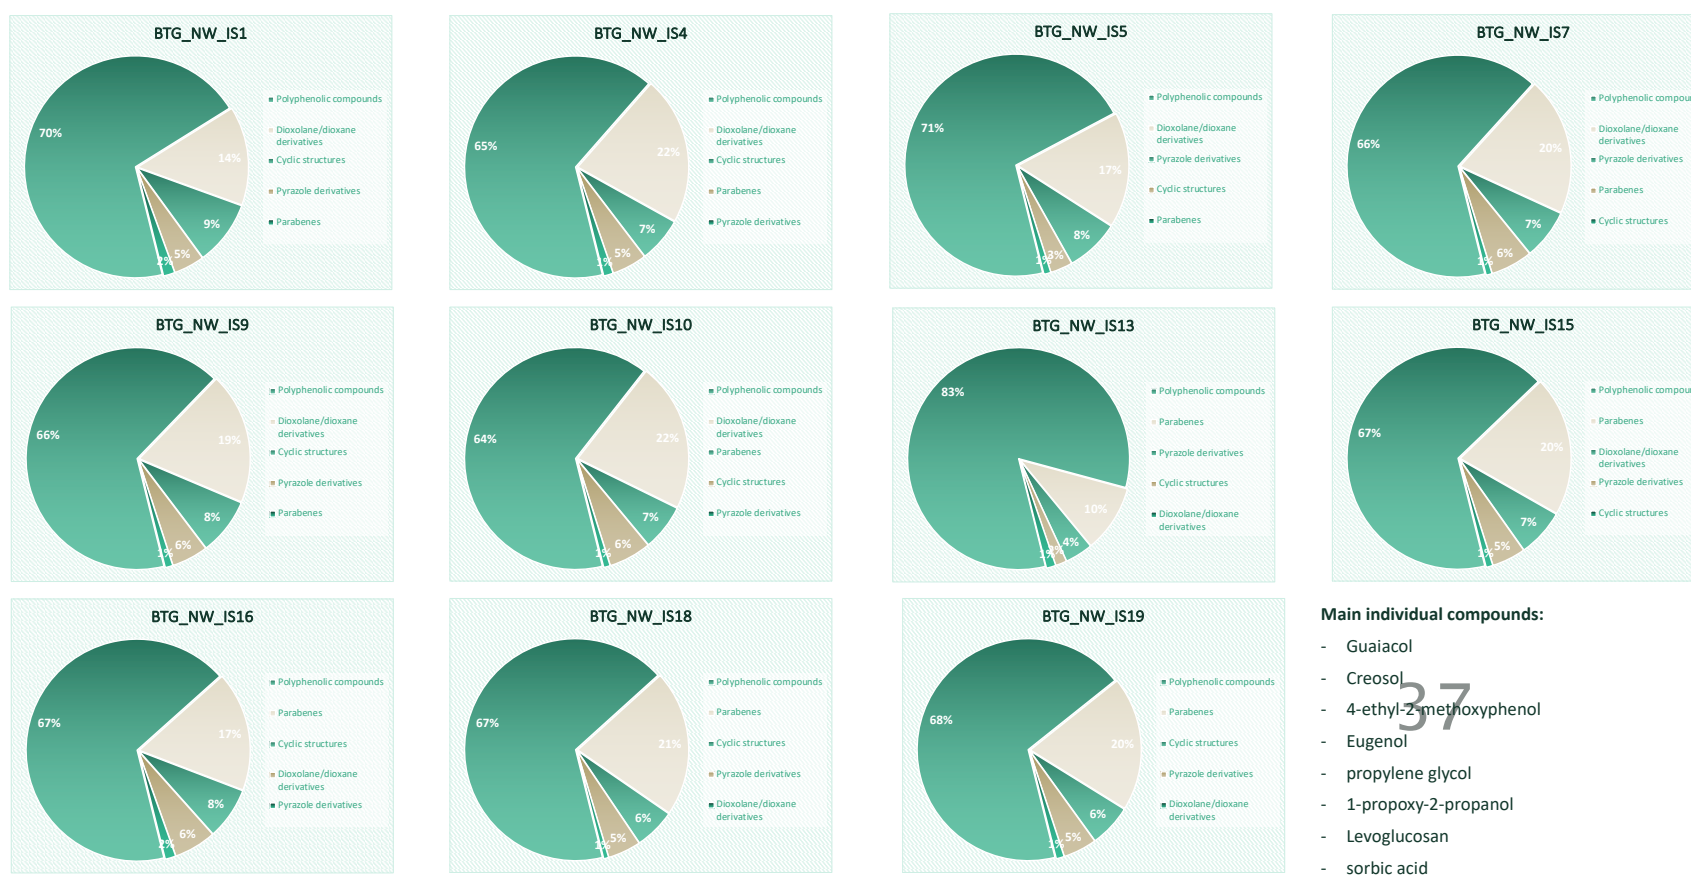 BTG_NW_IS1
70%
14%
9%
5%
2%
Polyphenolic compounds
Dioxolane/dioxane
derivatives
Cyclic structures
Pyrazole derivatives
Parabenes
BTG_NW_IS4
65%
22%
7%
5%
1%
Polyphenolic compounds
Dioxolane/dioxane
derivatives
Cyclic structures
Parabenes
Pyrazole derivatives
BTG_NW_IS5
71%
17%
8%
3%
1%
Polyphenolic compounds
Dioxolane/dioxane
derivatives
Pyrazole derivatives
Cyclic structures
Parabenes
BTG_NW_IS7
66%
20%
7%
6%
1%
Polyphenolic compou
Dioxolane/dioxane
derivatives
Pyrazole derivatives
Parabenes
Cyclic structures
BTG_NW_IS9
66%
19%
8%
6%
1%
Polyphenolic compounds
Dioxolane/dioxane
derivatives
Cyclic structures
Pyrazole derivatives
Parabenes
BTG_NW_IS10
64%
22%
7%
6%
1%
Polyphenolic compounds
Dioxolane/dioxane
derivatives
Parabenes
Cyclic structures
Pyrazole derivatives
BTG_NW_IS13
83%
10%
4%
1%
Polyphenolic compounds
Parabenes
Pyrazole derivatives
Cyclic structures
Dioxolane/dioxane
derivatives
BTG_NW_IS15
67%
20%
7%
5%
1%
Polyphenolic compou
Parabenes
Dioxolane/dioxane
derivatives
Pyrazole derivatives
Cyclic structures
BTG_NW_IS16
67%
17%
8%
6%
2%
Polyphenolic compounds
Parabenes
Cyclic structures
Dioxolane/dioxane
derivatives
Pyrazole derivatives
BTG_NW_IS18
67%
21%
6%
5%
1%
Polyphenolic compounds
Parabenes
Cyclic structures
Pyrazole derivatives
Dioxolane/dioxane
derivatives
BTG_NW_IS19
68%
20%
6%
5%
1%
Polyphenolic compounds
Parabenes
Cyclic structures
Pyrazole derivatives
Dioxolane/dioxane
derivatives
Main individual compounds:
- Guaiacol
- Creosol
- 4-ethyl-2-methoxyphenol
- Eugenol
- propylene glycol
- 1-propoxy-2-propanol
- Levoglucosan
- sorbic acid
37